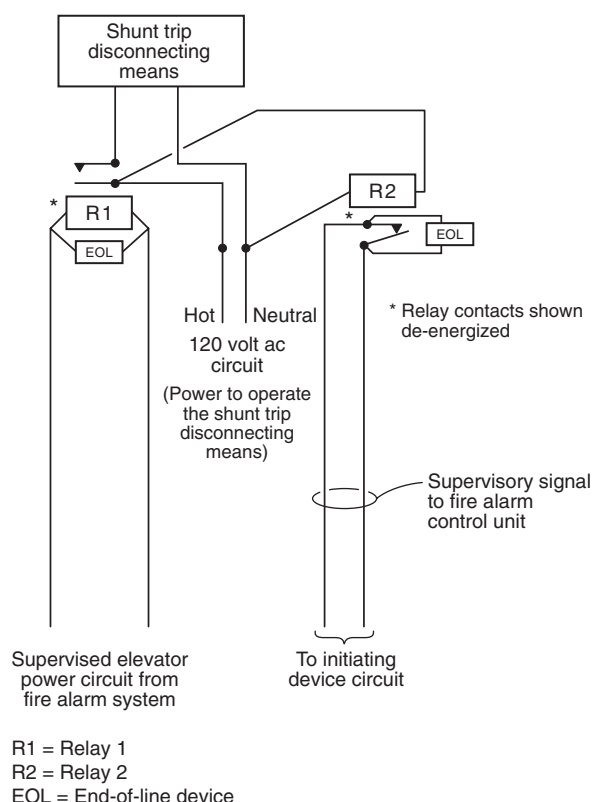 Shunt trip
disconnecting
means
R2
*
R1
*
EOL
EOL
Hot
Neutral
120 volt ac
circuit
(Power to operate
the shunt trip
disconnecting
means)
* Relay contacts shown
de-energized
Supervisory signal
to fire alarm
control unit
Supervised elevator
power circuit from
fire alarm system
To initiating
device circuit
R1 = Relay 1
R2 = Relay 2
EOL = End-of-line device